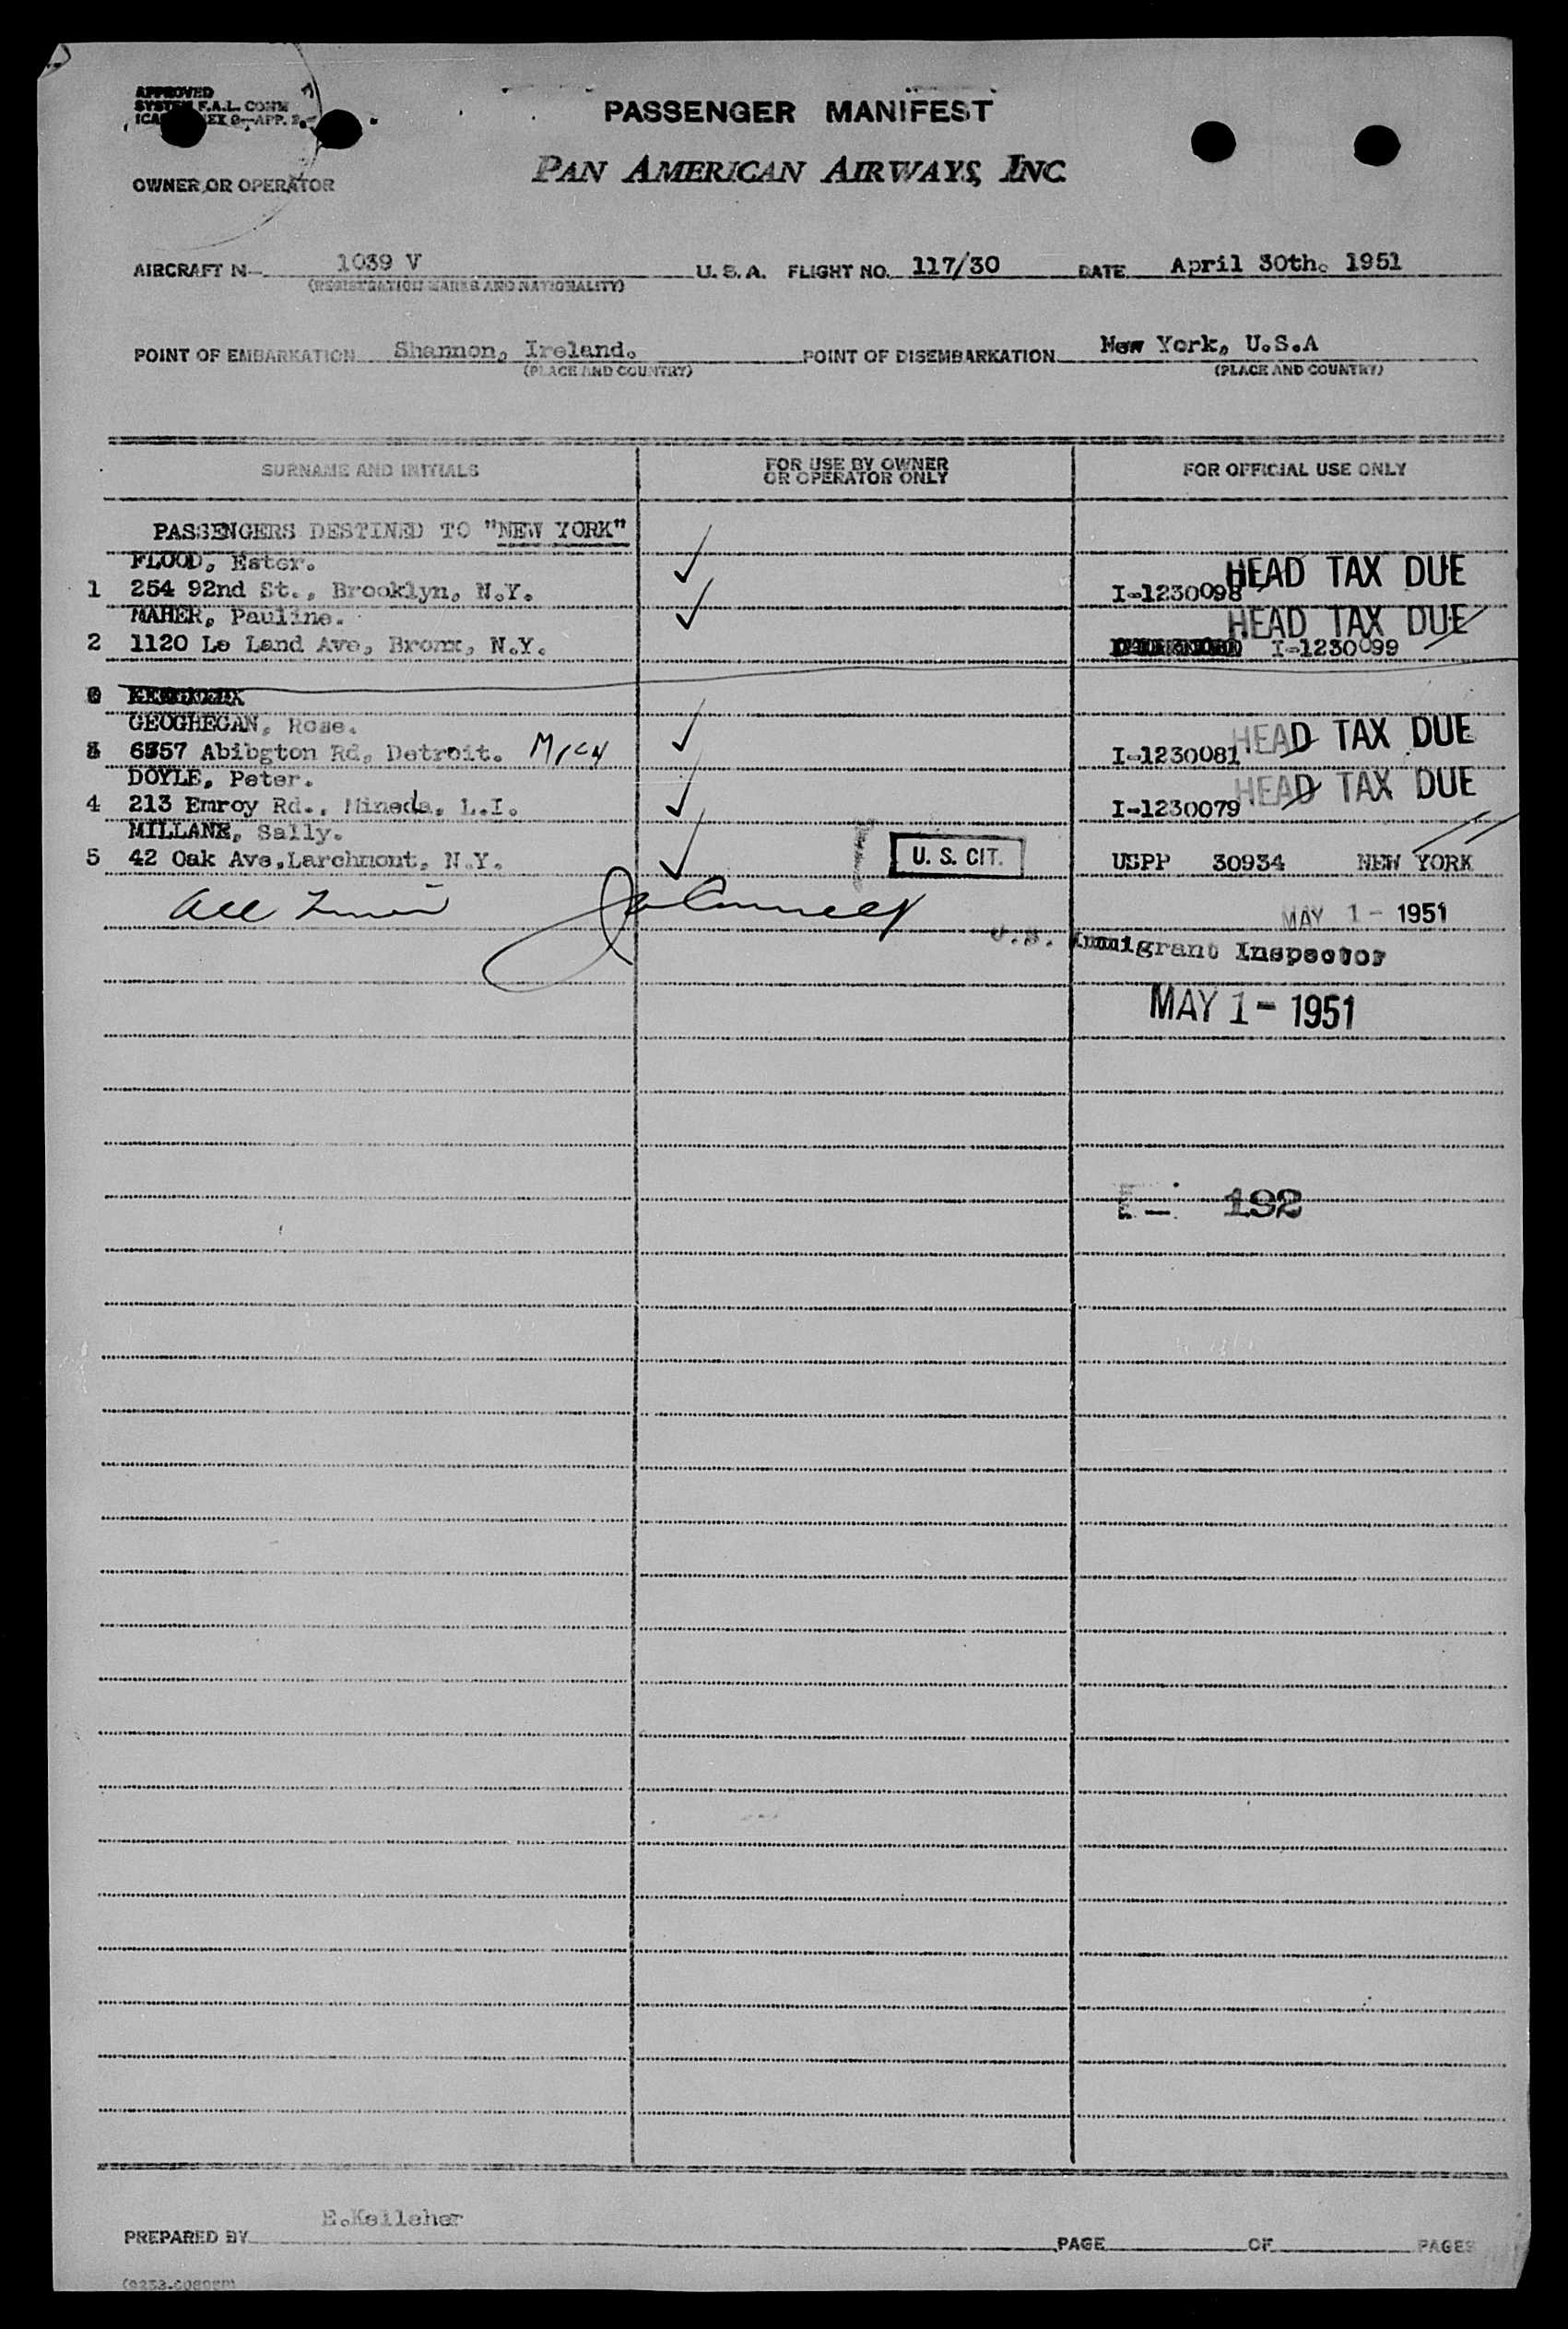 APPROVED
SYSTEM F.A.L. COMM
PASSENGER MANIFEST
PAN AMERICAN AIRWAYS, INC
OWNER OR OPERATOR
AIRCRAFT N 1039 V U.S.A. FLIGHT NO. 117/30 DATE April 30th. 1951
(REGISTRATION MARKS AND NATIONALITY)
POINT OF EMBARKATION Shannon, Ireland. POINT OF DISEMBARKATION New York, U.S.A
(PLACE AND COUNTRY) (PLACE AND COUNTRY)
SURNAME AND INITIALS FOR USE BY OWNER OR OPERATOR ONLY FOR OFFICIAL USE ONLY
PASSENGERS DESTINED TO "NEW YORK"
FLOOD, Ester. HEAD TAX DUE
1 254 92nd St., Brooklyn, N.Y. I-1230098
MAHER, Pauline. HEAD TAX DUE
2 1120 Le Land Ave, Bronx, N.Y. I-1230099
GEOGHEGAN, Rose. HEAD TAX DUE
Abibgton Rd, Detroit. MICH I-1230081
DOYLE, Peter. HEAD TAX DUE
4 213 Emroy Rd., Mineola, L.I. I-1230079
MILLANE, Sally.
5 42 Oak Ave,Larchmont, N.Y. U. S. CIT. USPP 30934 NEW YORK
All MAY 1 - 1951
U.S. Immigrant Inspector
MAY 1 - 1951
192
PREPARED BY E.Kelleher PAGE OF PAGES